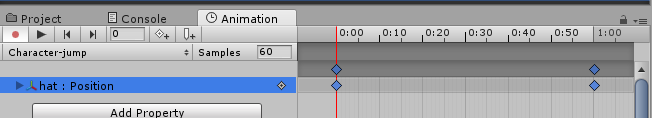 Project Console Animation
0 0:00 0:10 0:20 0:30 0:40 0:50 1:00
Character-jump Samples 60
hat : Position
Add Property